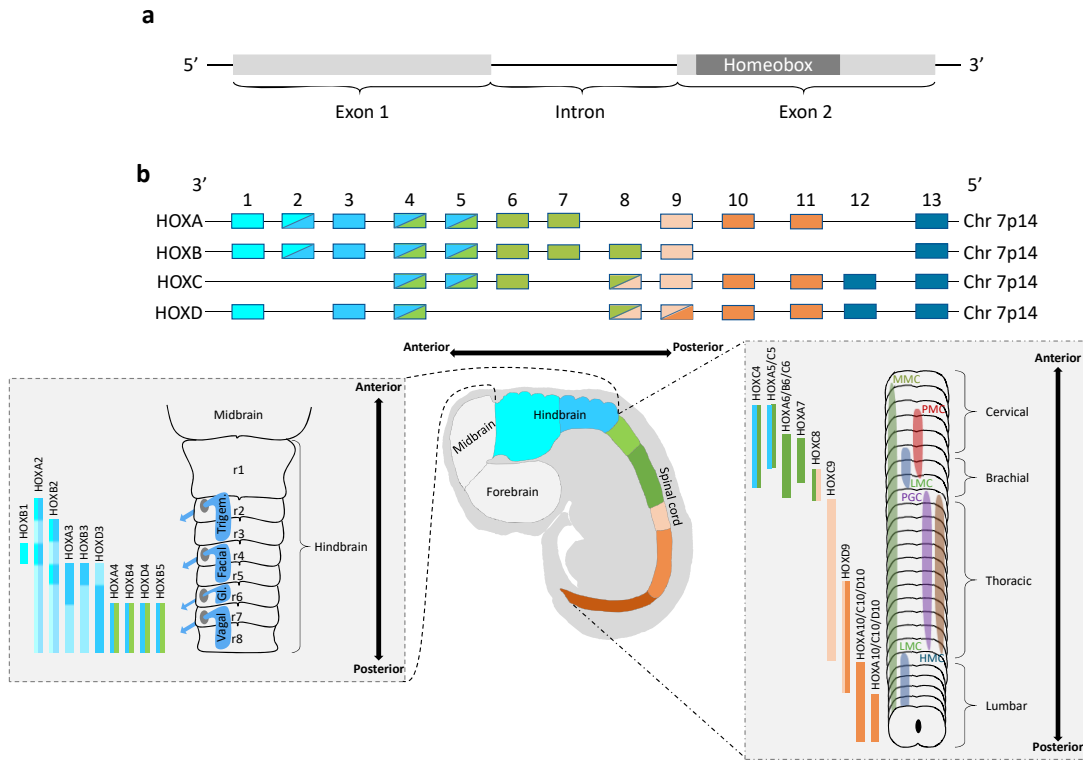 a
5’ Homeobox 3’
Exon 1 Intron Exon 2
b
3’ 5’
1 2 3 4 5 6 7 8 9 10 11 12 13
HOXA Chr 7p14
HOXB Chr 7p14
HOXC Chr 7p14
HOXD Chr 7p14
Anterior Posterior
Anterior
Midbrain
r1
r2
r3
r4
r5
r6
r7
r8
Trigem
Facial
G.
Vagal
Hindbrain
Posterior
HOXB1
HOXA2
HOXB2
HOXA3
HOXB3
HOXD3
HOXA4
HOXB4
HOXD4
HOXB5
Hindbrain
Midbrain
Forebrain
Spinal cord
HOXC4
HOXA5/C5
HOXA6/B6/C6
HOXA7
HOXC8
HOXC9
HOXD9
HOXA10/C10/D10
HOXA10/C10/D10
MMC
PMC
LMC
PGC
LMC
HMC
Anterior
Cervical
Brachial
Thoracic
Lumbar
Posterior